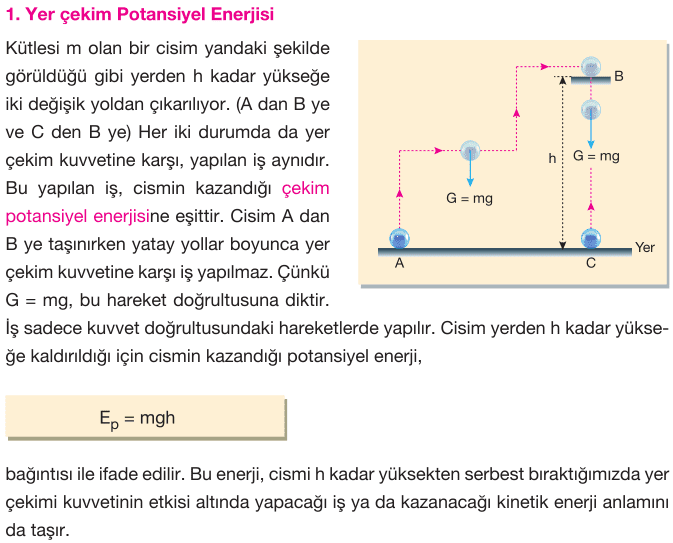 1. Yer çekim Potansiyel Enerjisi
Kütlesi m olan bir cisim yandaki şekilde
görüldüğü gibi yerden h kadar yükseğe
iki değişik yoldan çıkarılıyor. (A dan B ye
ve C den B ye) Her iki durumda da yer
çekim kuvvetine karşı, yapılan iş aynıdır.
Bu yapılan iş, cismin kazandığı çekim
potansiyel enerjisine eşittir. Cisim A dan
B ye taşınırken yatay yollar boyunca yer
çekim kuvvetine karşı iş yapılmaz. Çünkü
G = mg, bu hareket doğrultusuna diktir.
B
h
G = mg
G = mg
Yer
A
C
İş sadece kuvvet doğrultusundaki hareketlerde yapılır. Cisim yerden h kadar yükse-
ğe kaldırıldığı için cismin kazandığı potansiyel enerji,
Ep = mgh
bağıntısı ile ifade edilir. Bu enerji, cismi h kadar yüksekten serbest bıraktığımızda yer
çekimi kuvvetinin etkisi altında yapacağı iş ya da kazanacağı kinetik enerji anlamını
da taşır.